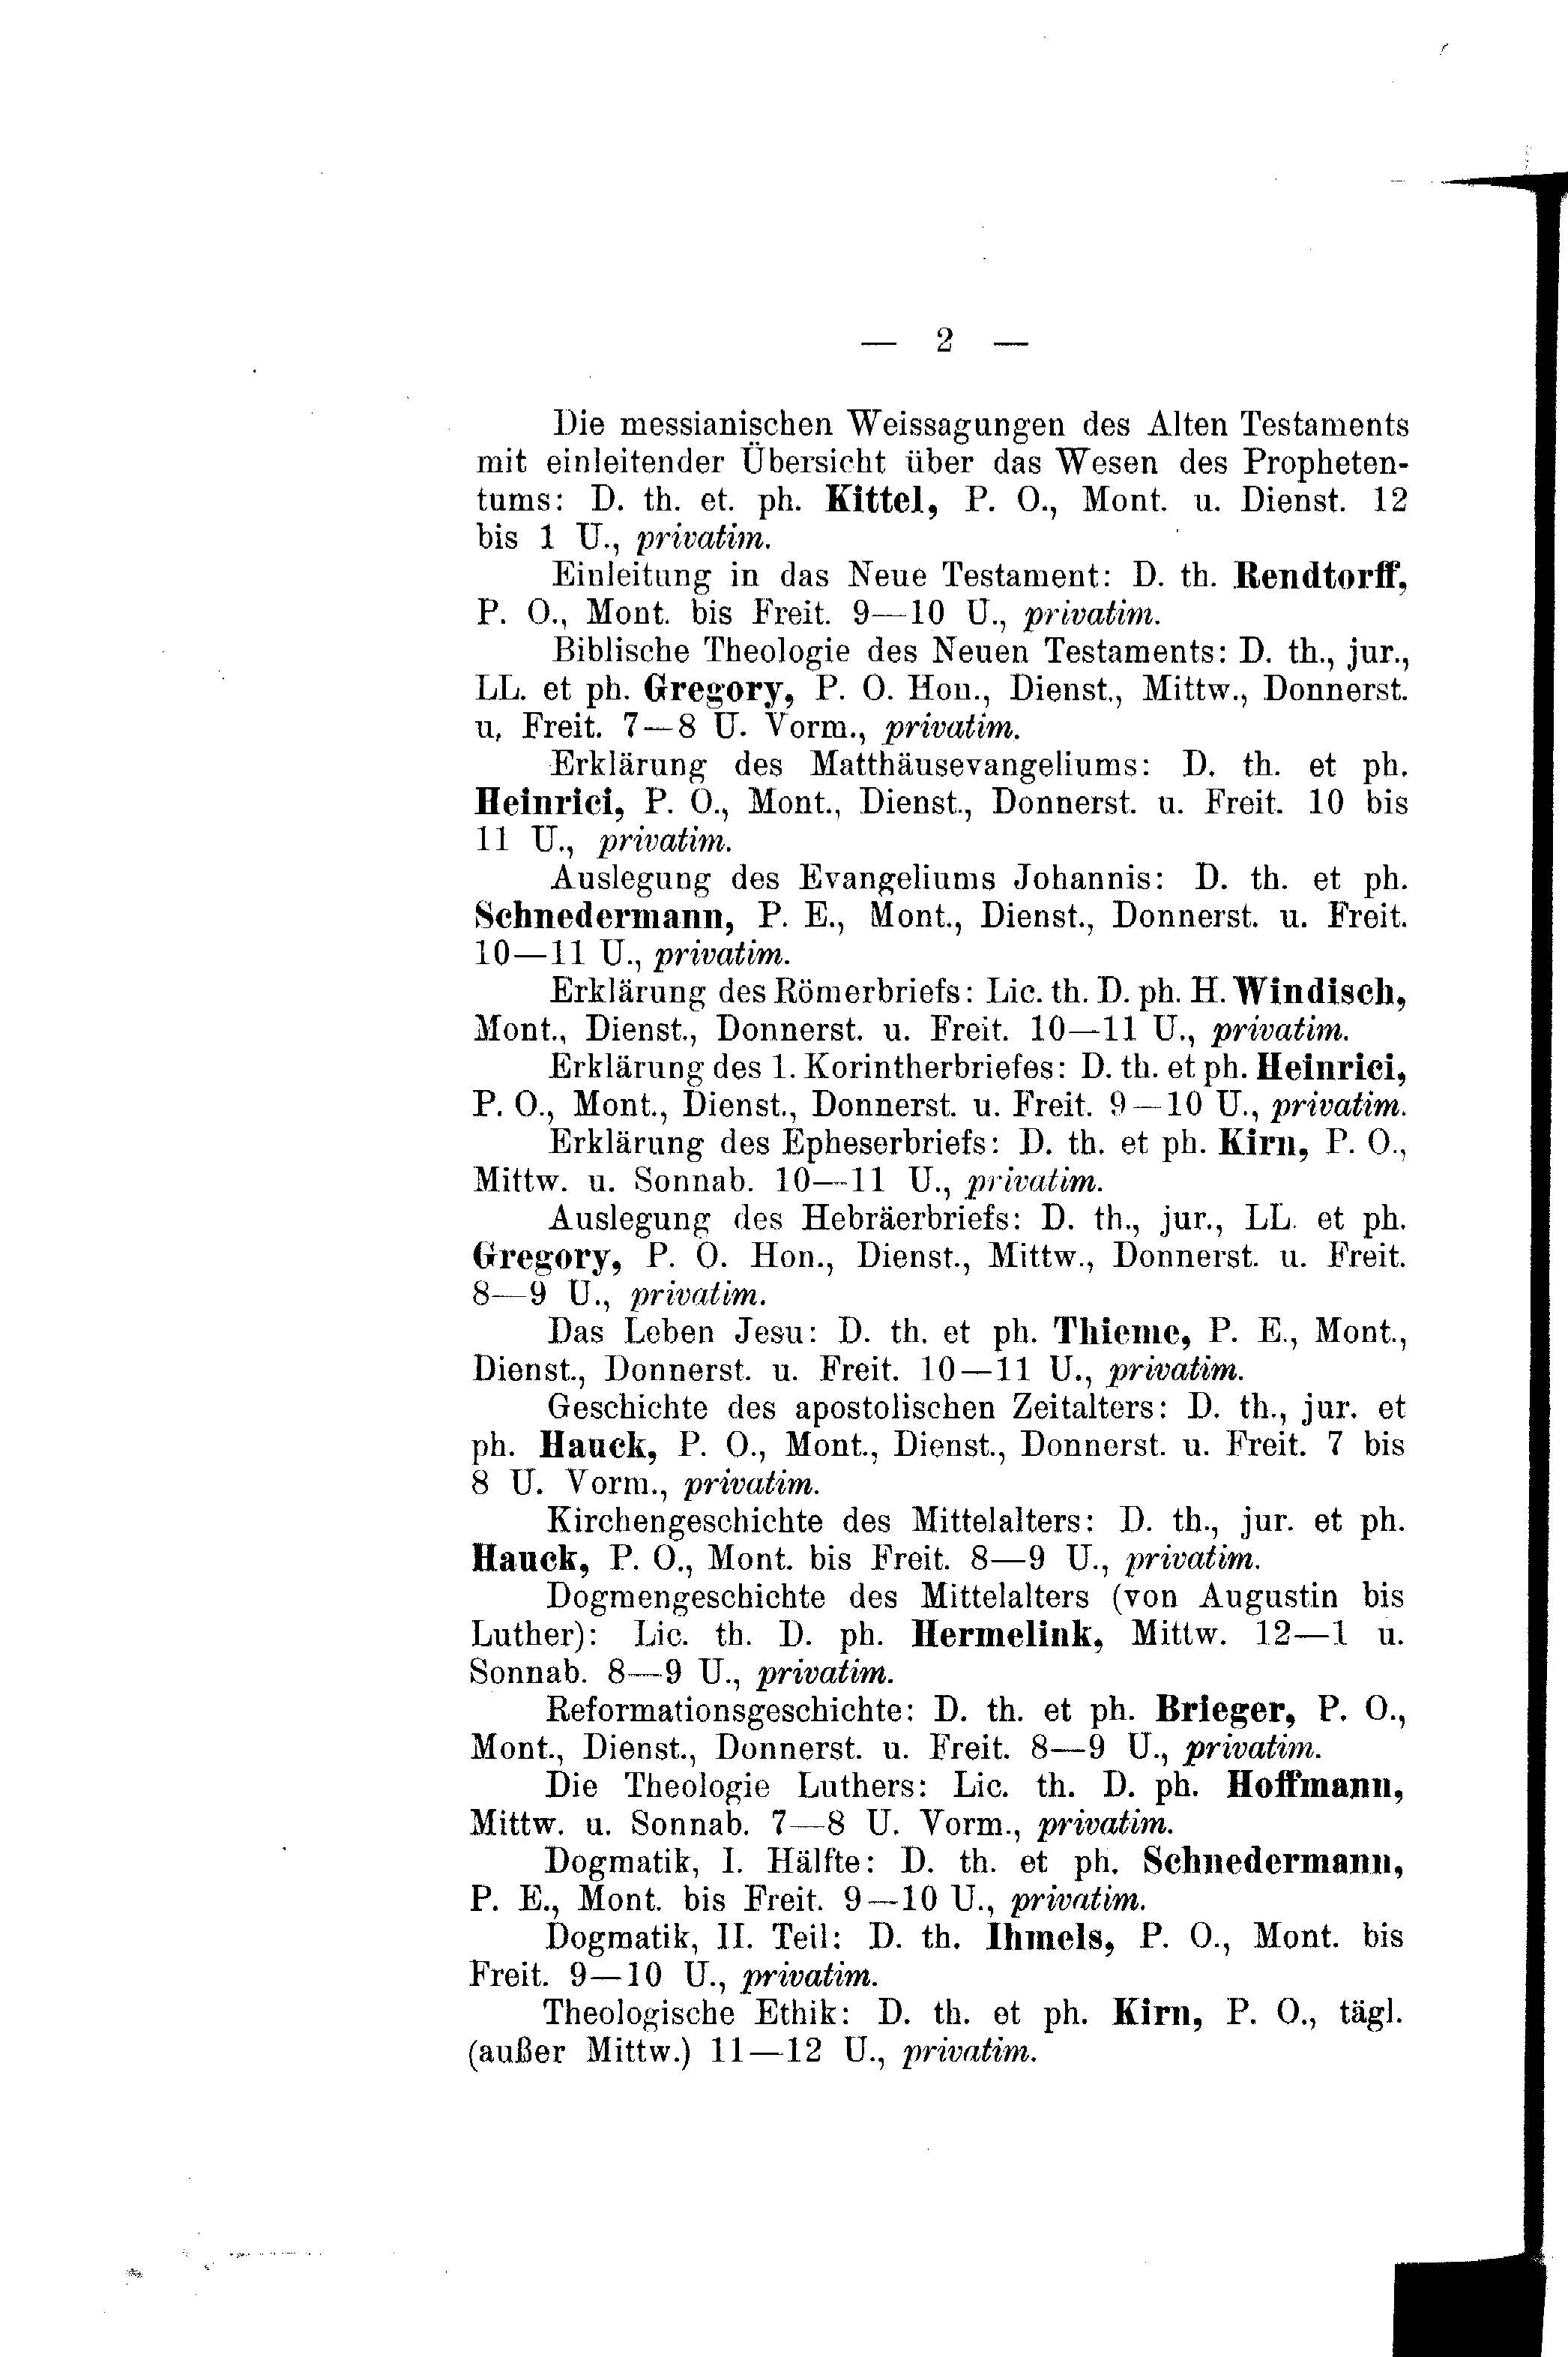 — 2 —
Die messianischen Weissagungen des Alten Testaments
mit einleitender Übersicht über das Wesen des Propheten-
tums: D. th. et. ph. Kittel, P. O., Mont. u. Dienst. 12
bis 1 U., privatim.
Einleitung in das Neue Testament: D. th. Rendtorff,
P. O., Mont. bis Freit. 9—10 U., privatim.
Biblische Theologie des Neuen Testaments: D. th., jur.,
LL. et ph. Gregory, P. O. Hon., Dienst., Mittw., Donnerst.
u. Freit. 7—8 U. Vorm., privatim.
Erklärung des Matthäusevangeliums: D. th. et ph.
Heinrici, P. O., Mont., Dienst., Donnerst. u. Freit. 10 bis
11 U., privatim.
Auslegung des Evangeliums Johannis: D. th. et ph.
Schnedermann, P. E., Mont., Dienst., Donnerst. u. Freit.
10—11 U., privatim.
Erklärung des Römerbriefs: Lic. th. D. ph. H. Windisch,
Mont., Dienst., Donnerst. u. Freit. 10—11 U., privatim.
Erklärung des 1. Korintherbriefes: D. th. et ph. Heinrici,
P. O., Mont., Dienst., Donnerst. u. Freit. 9—10 U., privatim.
Erklärung des Epheserbriefs: D. th. et ph. Kirn, P. O.,
Mittw. u. Sonnab. 10—11 U., privatim.
Auslegung des Hebräerbriefs: D. th., jur., LL. et ph.
Gregory, P. O. Hon., Dienst., Mittw., Donnerst. u. Freit.
8—9 U., privatim.
Das Leben Jesu: D. th. et ph. Thieme, P. E., Mont.,
Dienst., Donnerst. u. Freit. 10—11 U., privatim.
Geschichte des apostolischen Zeitalters: D. th., jur. et
ph. Hauck, P. O., Mont., Dienst., Donnerst. u. Freit. 7 bis
8 U. Vorm., privatim.
Kirchengeschichte des Mittelalters: D. th., jur. et ph.
Hauck, P. O., Mont. bis Freit. 8—9 U., privatim.
Dogmengeschichte des Mittelalters (von Augustin bis
Luther): Lic. th. D. ph. Hermelink, Mittw. 12—1 u.
Sonnab. 8—9 U., privatim.
Reformationsgeschichte: D. th. et ph. Brieger, P. O.,
Mont., Dienst., Donnerst. u. Freit. 8—9 U., privatim.
Die Theologie Luthers: Lic. th. D. ph. Hoffmann,
Mittw. u. Sonnab. 7—8 U. Vorm., privatim.
Dogmatik, I. Hälfte: D. th. et ph. Schnedermann,
P. E., Mont. bis Freit. 9—10 U., privatim.
Dogmatik, II. Teil: D. th. Ihmels, P. O., Mont. bis
Freit. 9—10 U., privatim.
Theologische Ethik: D. th. et ph. Kirn, P. O., tägl.
(außer Mittw.) 11—12 U., privatim.